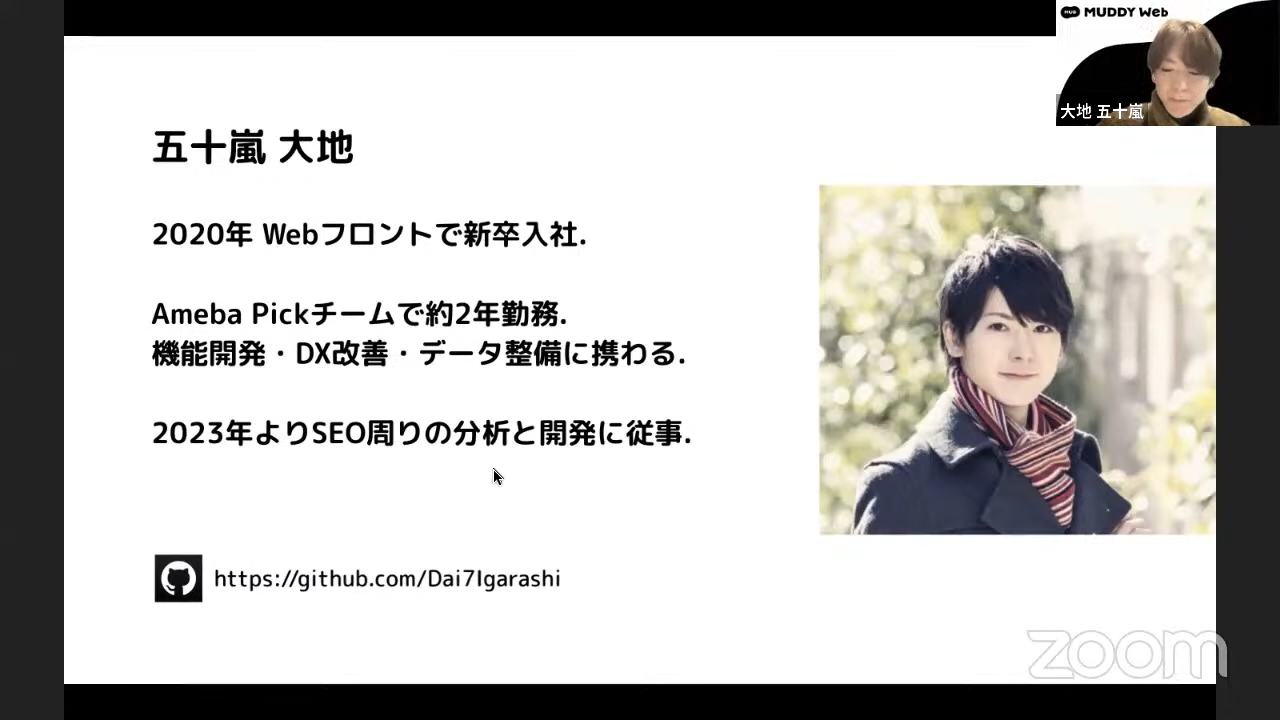 MUDDY Web
大地 五十嵐
五十嵐 大地
2020年 Webフロントで新卒入社.
Ameba Pickチームで約2年勤務.
機能開発・DX改善・データ整備に携わる.
2023年よりSEO周りの分析と開発に従事.
https://github.com/Dai7Igarashi
zoom